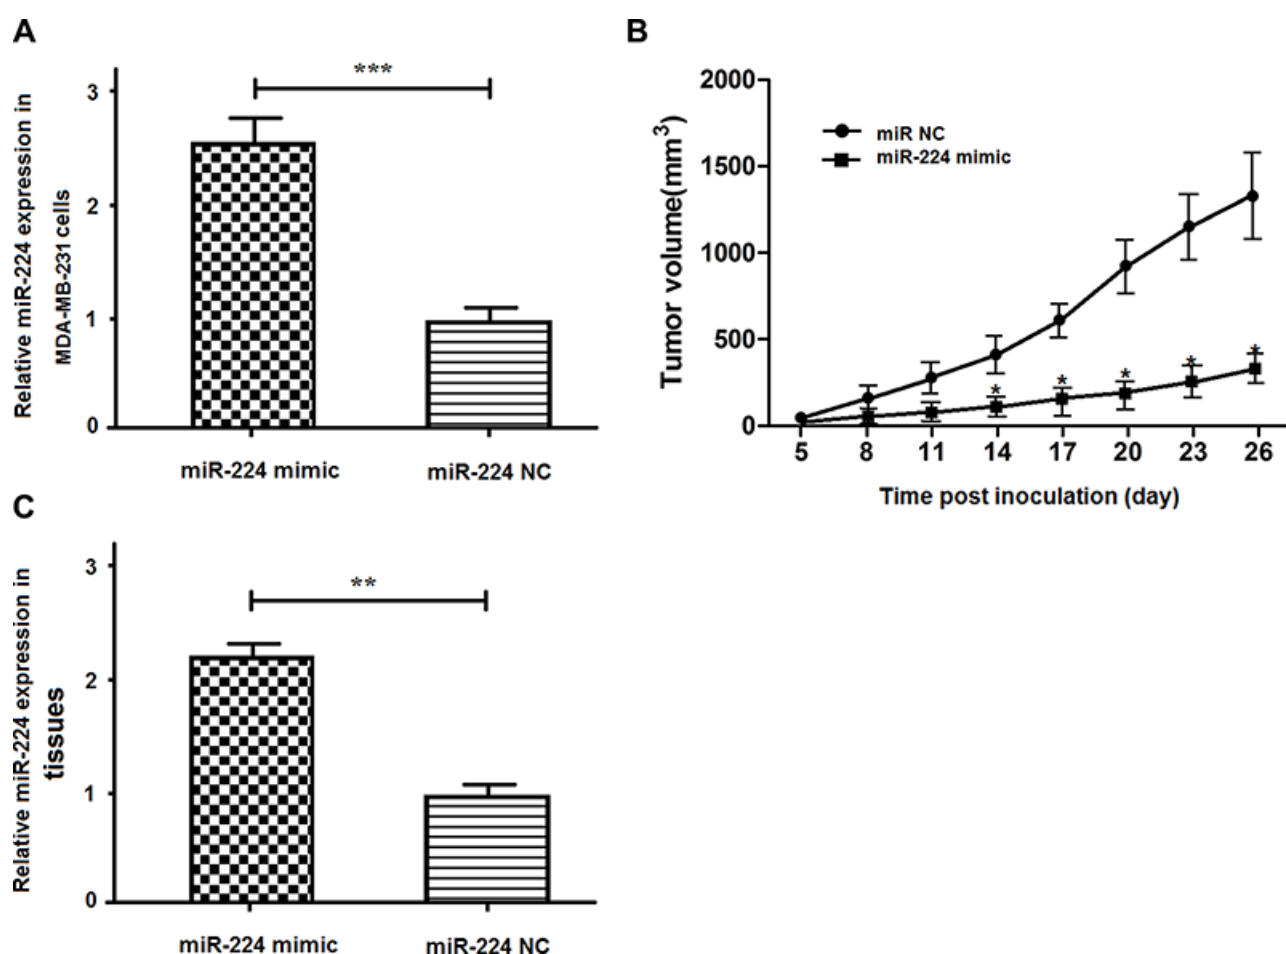 A
Relative miR-224 expression in
MDA-MB-231 cells
3
2
1
0
***
miR-224 mimic
miR-224 NC
B
Tumor volume(mm³)
2000
1500
1000
500
0
miR NC
miR-224 mimic
* * * * *
5 8 11 14 17 20 23 26
Time post inoculation (day)
C
Relative miR-224 expression in
tissues
3
2
1
0
**
miR-224 mimic
miR-224 NC